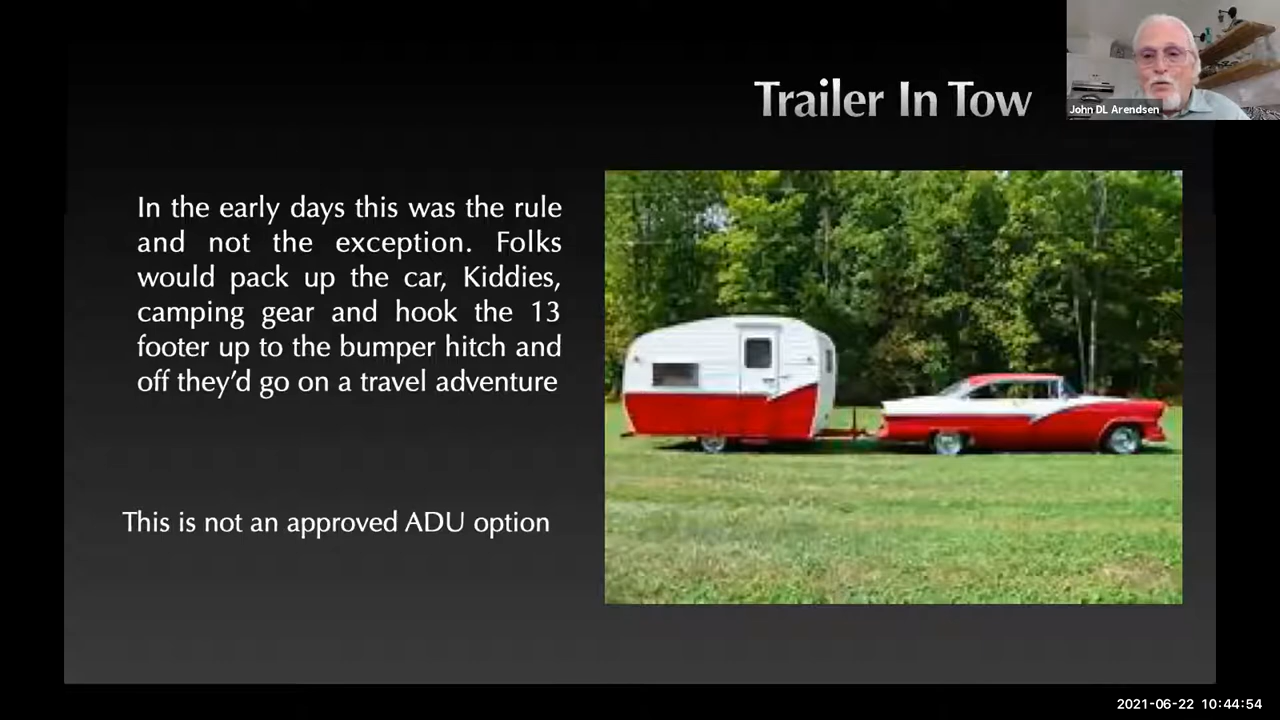 Trailer In Tow
John DL Arendsen
In the early days this was the rule
and not the exception. Folks
would pack up the car, Kiddies,
camping gear and hook the 13
footer up to the bumper hitch and
off they’d go on a travel adventure
This is not an approved ADU option
2021-06-22 10:44:54